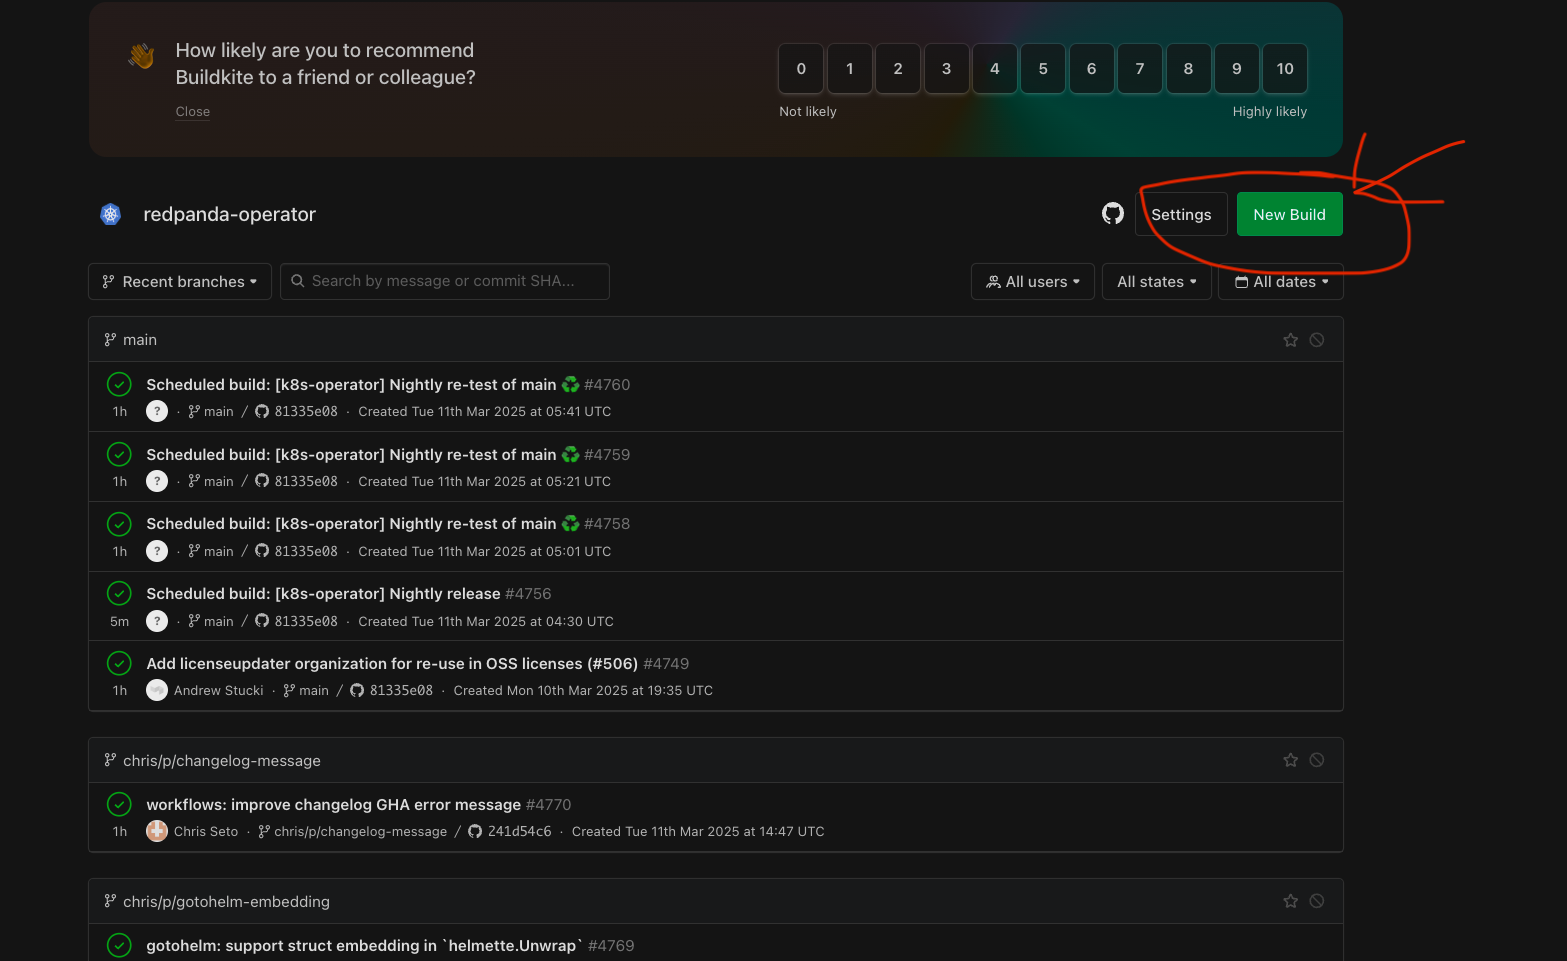 How likely are you to recommend
Buildkite to a friend or colleague?
Close
0 1 2 3 4 5 6 7 8 9 10
Not likely Highly likely
redpanda-operator
Settings New Build
Recent branches Search by message or commit SHA... All users All states All dates
main
Scheduled build: [k8s-operator] Nightly re-test of main #4760
1h ? · main / 81335e08 · Created Tue 11th Mar 2025 at 05:41 UTC
Scheduled build: [k8s-operator] Nightly re-test of main #4759
1h ? · main / 81335e08 · Created Tue 11th Mar 2025 at 05:21 UTC
Scheduled build: [k8s-operator] Nightly re-test of main #4758
1h ? · main / 81335e08 · Created Tue 11th Mar 2025 at 05:01 UTC
Scheduled build: [k8s-operator] Nightly release #4756
5m ? · main / 81335e08 · Created Tue 11th Mar 2025 at 04:30 UTC
Add licenseupdater organization for re-use in OSS licenses (#506) #4749
1h Andrew Stucki · main / 81335e08 · Created Mon 10th Mar 2025 at 19:35 UTC
chris/p/changelog-message
workflows: improve changelog GHA error message #4770
1h Chris Seto · chris/p/changelog-message / 241d54c6 · Created Tue 11th Mar 2025 at 14:47 UTC
chris/p/gotohelm-embedding
gotohelm: support struct embedding in `helmette.Unwrap` #4769